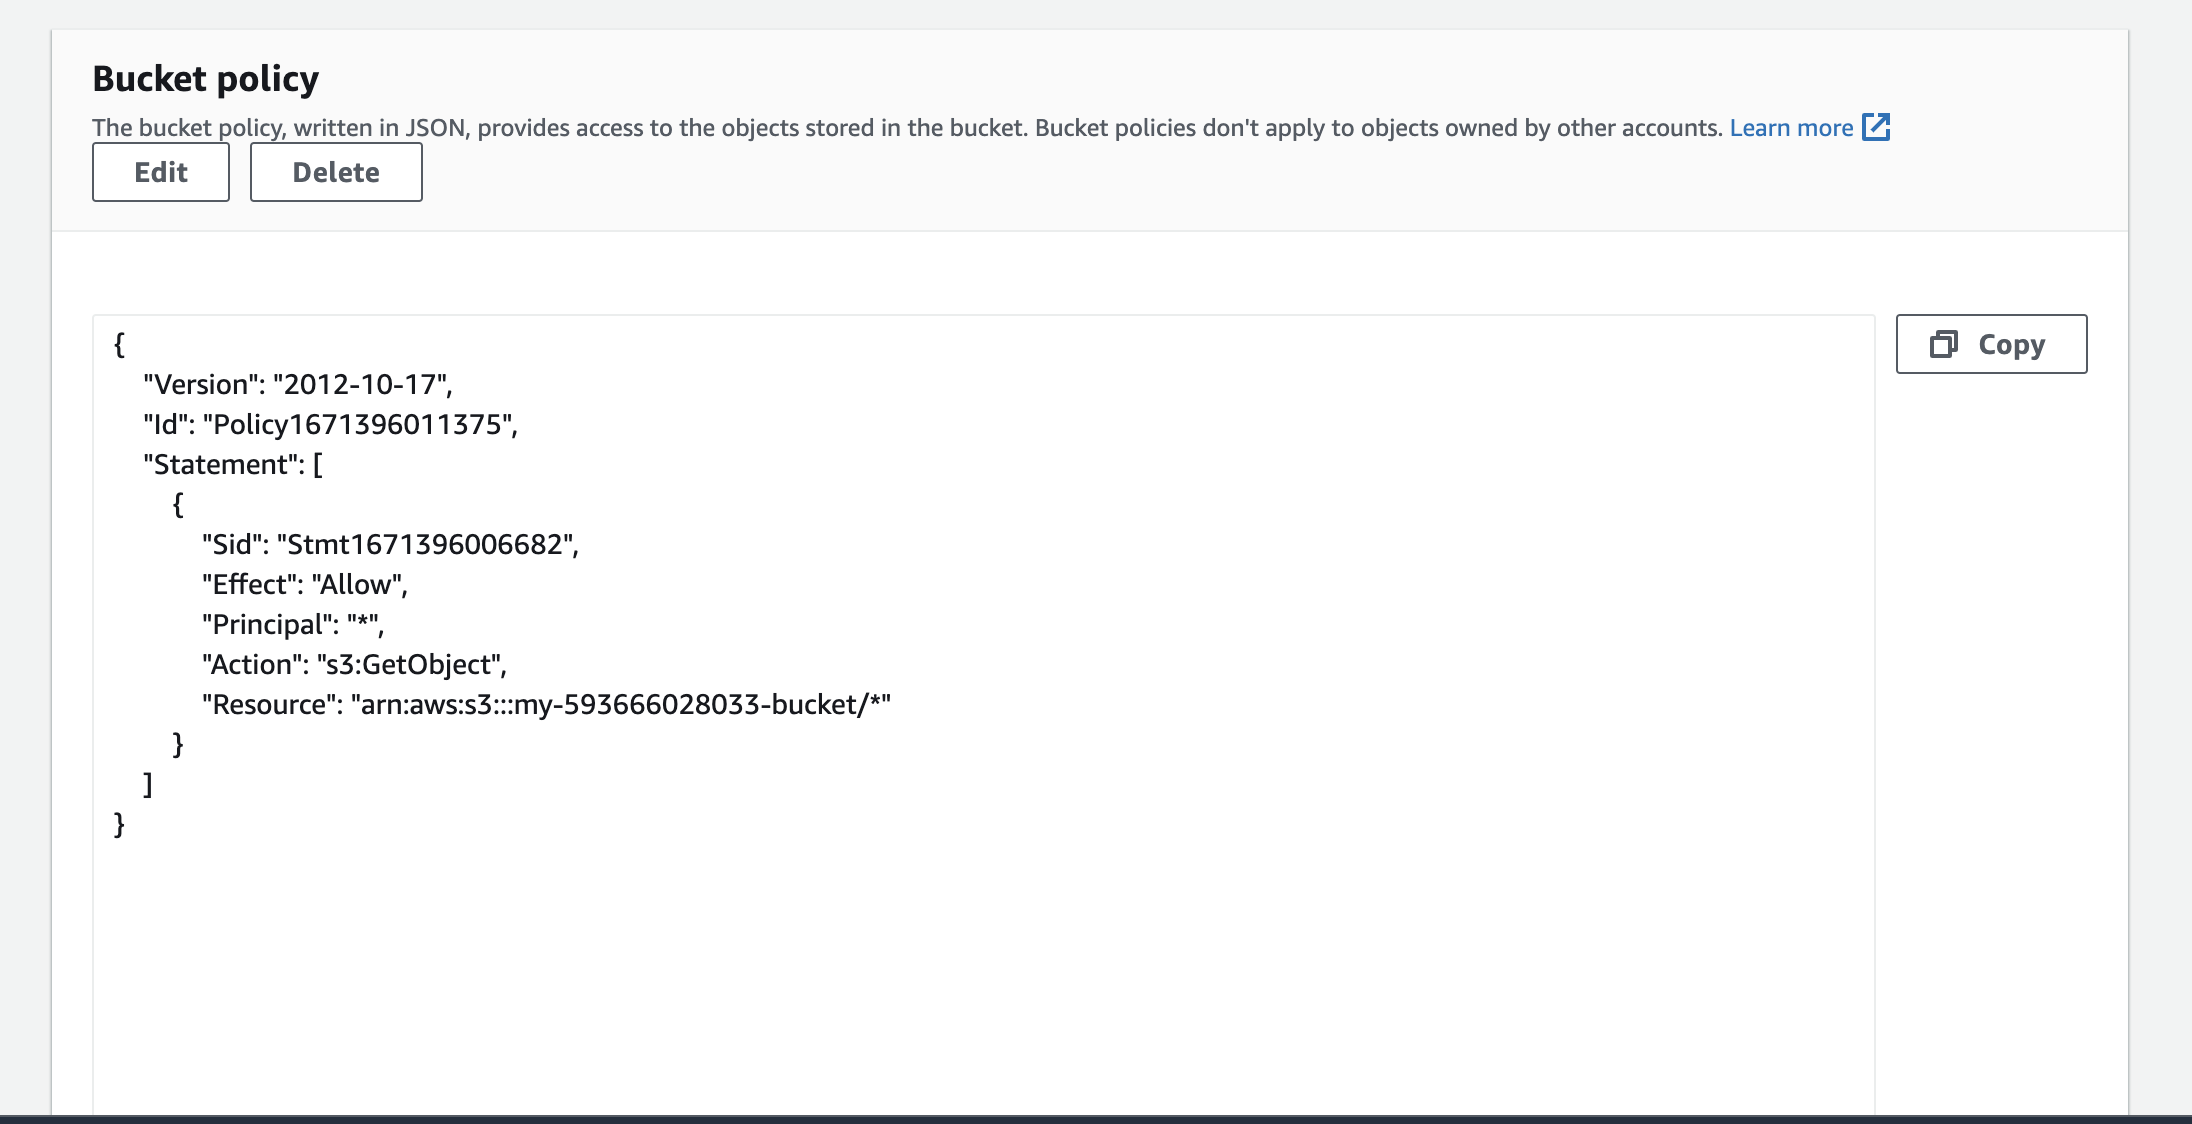 Bucket policy
The bucket policy, written in JSON, provides access to the objects stored in the bucket. Bucket policies don't apply to objects owned by other accounts. Learn more
Edit Delete
{
Copy
"Version": "2012-10-17",
"Id": "Policy1671396011375",
"Statement": [
{
"Sid": "Stmt1671396006682",
"Effect": "Allow",
"Principal": "*",
"Action": "s3:GetObject",
"Resource": "arn:aws:s3:::my-593666028033-bucket/*"
}
]
}